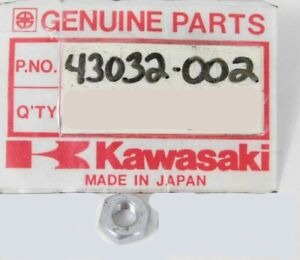 GENUINE PARTS
P.NO. 43032-002
Q'TY
Kawasaki
MADE IN JAPAN